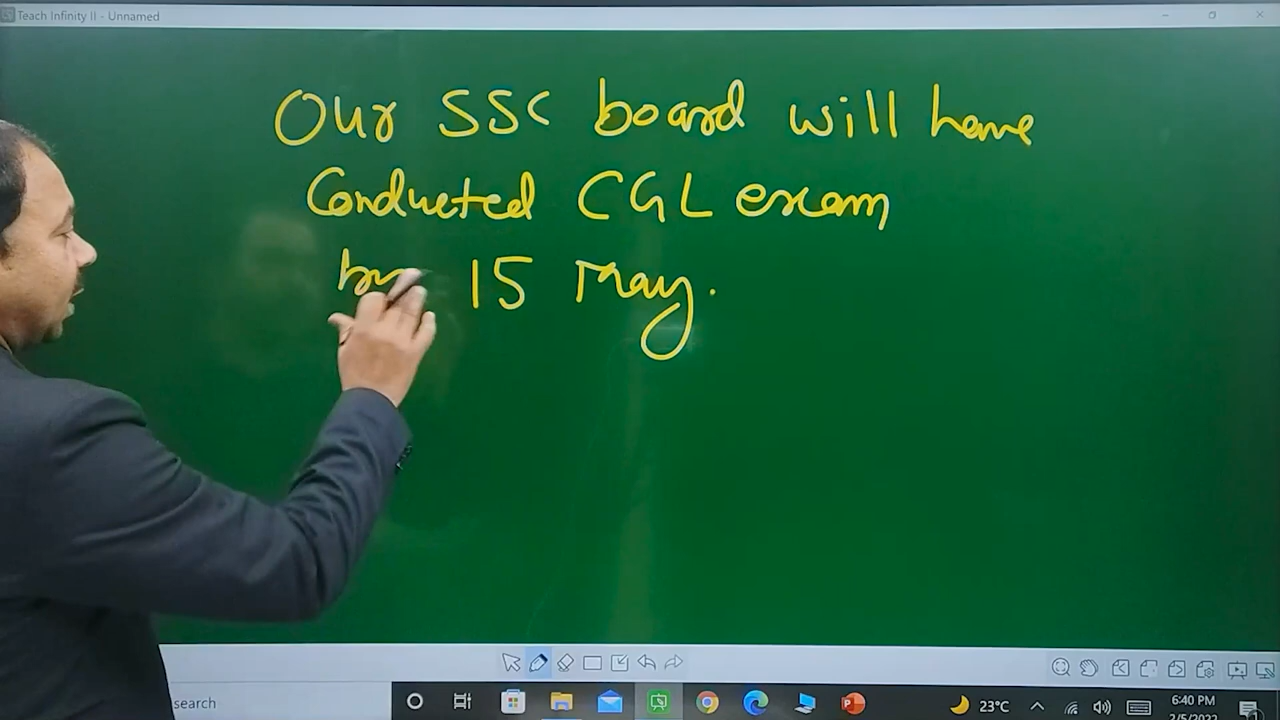 Teach Infinity II - Unnamed
Our SSC board will have
Conducted CGL exam
by 15 May.
search
23°C
6:40 PM